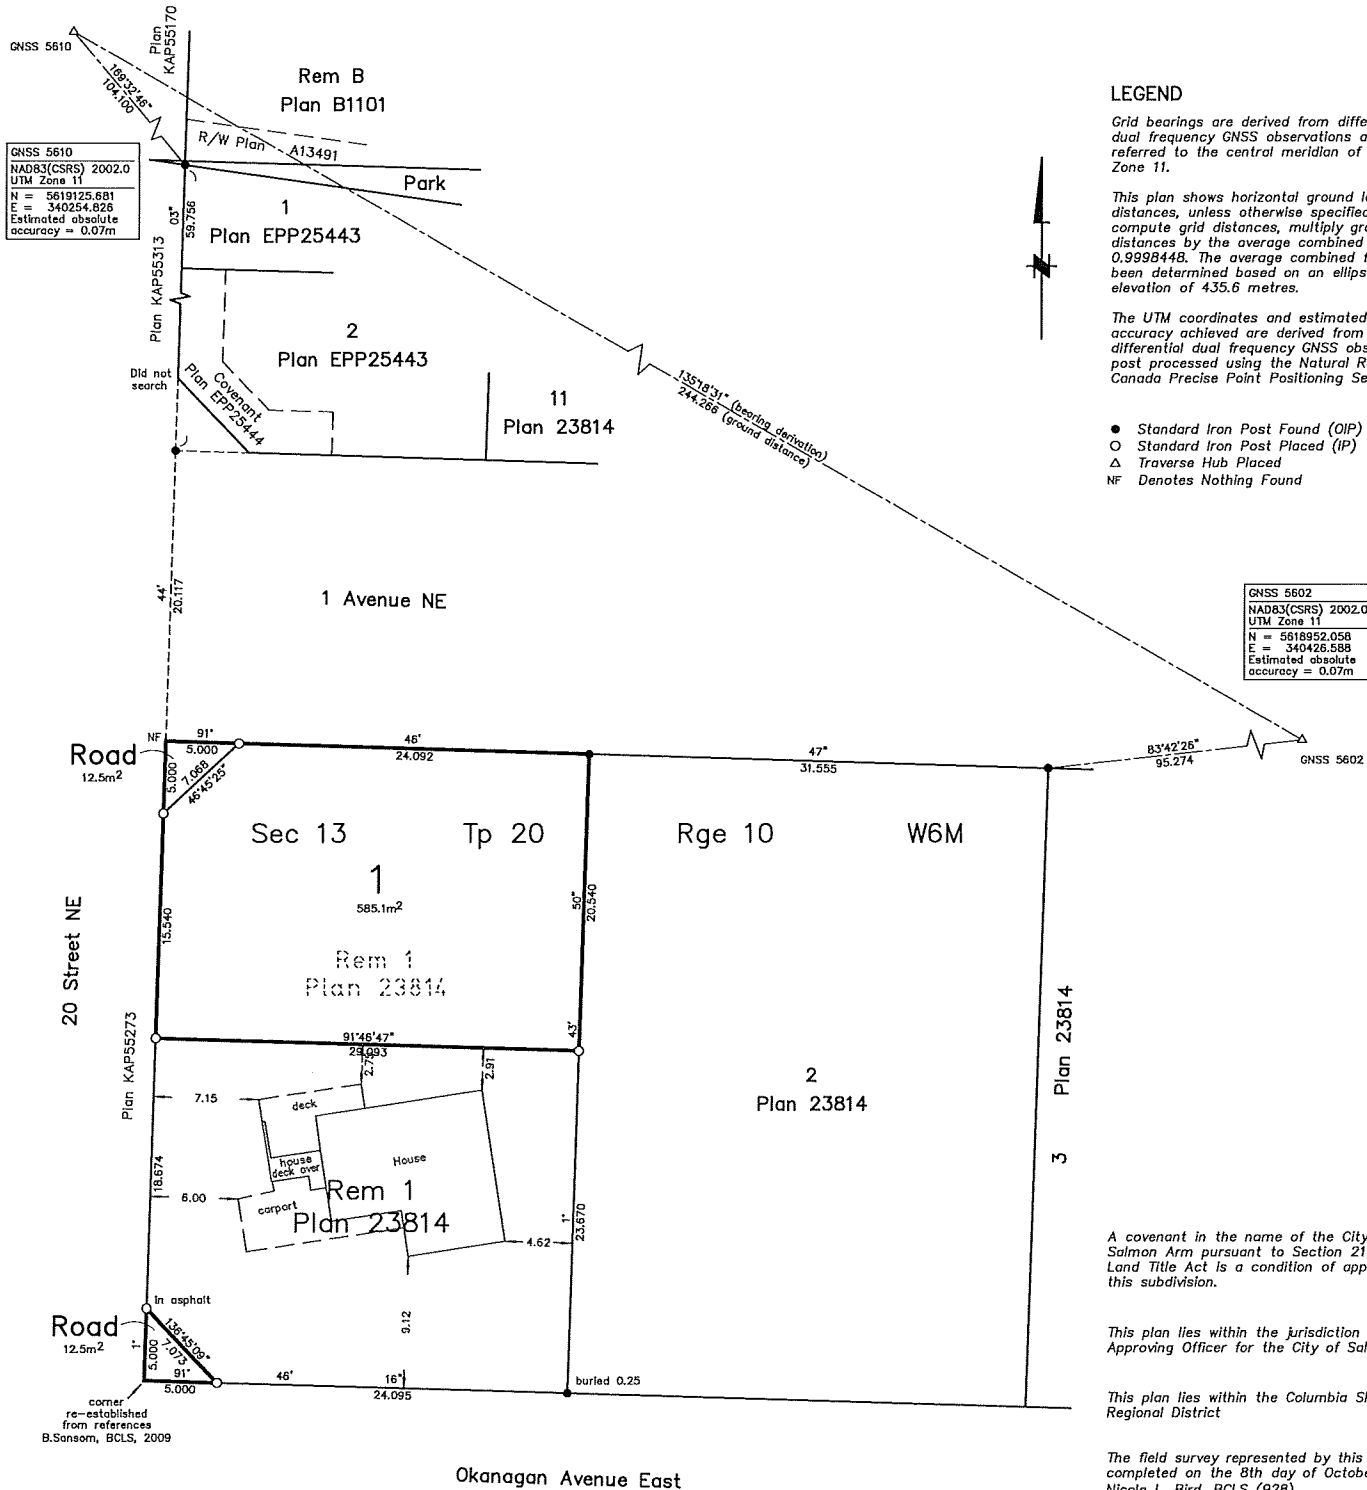 GNSS 5610
Plan
KAP55170
Rem B
Plan B1101
169°32'46"
104.100
R/W Plan A13491
Park
GNSS 5610
NAD83(CSRS) 2002.0
UTM Zone 11
N = 5619125.681
E = 340254.826
Estimated absolute
accuracy = 0.07m
03"
59.756
1
Plan EPP25443
Plan KAP55313
2
Plan EPP25443
Did not
search
Covenant
Plan EPP25444
11
Plan 23814
135°18'31" (bearing derivation)
244.266 (ground distance)
44'
20.117
1 Avenue NE
LEGEND
Grid bearings are derived from diffe
dual frequency GNSS observations a
referred to the central meridian of
Zone 11.
This plan shows horizontal ground l
distances, unless otherwise specified
compute grid distances, multiply gro
distances by the average combined
0.9998448. The average combined f
been determined based on an ellips
elevation of 435.6 metres.
The UTM coordinates and estimated
accuracy achieved are derived from
differential dual frequency GNSS obs
post processed using the Natural R
Canada Precise Point Positioning Se
Standard Iron Post Found (OIP)
Standard Iron Post Placed (IP)
Traverse Hub Placed
NF Denotes Nothing Found
GNSS 5602
NAD83(CSRS) 2002.0
UTM Zone 11
N = 5618952.058
E = 340426.588
Estimated absolute
accuracy = 0.07m
NF
91°
5.000
46'
24.092
47"
31.555
83°42'26"
95.274
GNSS 5602
Road
12.5m²
5.000
7.068
46°45'25"
Sec 13 Tp 20 Rge 10 W6M
1
585.1m²
50"
20.540
15.540
Rem 1
Plan 23814
20 Street NE
Plan KAP55273
91°46'47"
29.093
43'
2.75
2.91
2
Plan 23814
3 Plan 23814
7.15
deck
house
deck over
House
18.674
6.00
carport
Rem 1
Plan 23814
4.62
1°
23.670
In asphalt
Road
12.5m²
136°45'09"
7.073
1°
5.000
91°
5.000
9.12
46'
16"
24.095
buried 0.25
corner
re-established
from references
B.Sansom, BCLS, 2009
Okanagan Avenue East
A covenant in the name of the City
Salmon Arm pursuant to Section 21
Land Title Act is a condition of app
this subdivision.
This plan lies within the jurisdiction
Approving Officer for the City of Sal
This plan lies within the Columbia S
Regional District
The field survey represented by this
completed on the 8th day of Octobe
Nicole L. Bird, BCLS (928)